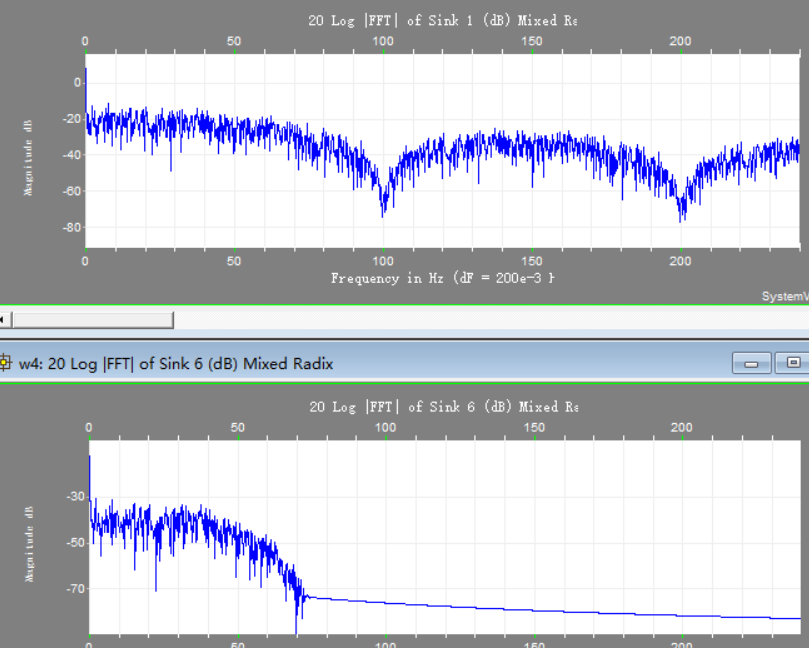 20 Log |FFT| of Sink 1 (dB) Mixed Ra
0 50 100 150 200
0
-20
-40
-60
-80
Magnitude dB
0 50 100 150 200
Frequency in Hz (dF = 200e-3 H
SystemV
w4: 20 Log |FFT| of Sink 6 (dB) Mixed Radix
20 Log |FFT| of Sink 6 (dB) Mixed Ra
0 50 100 150 200
-30
-50
-70
Magnitude dB
0 50 100 150 200